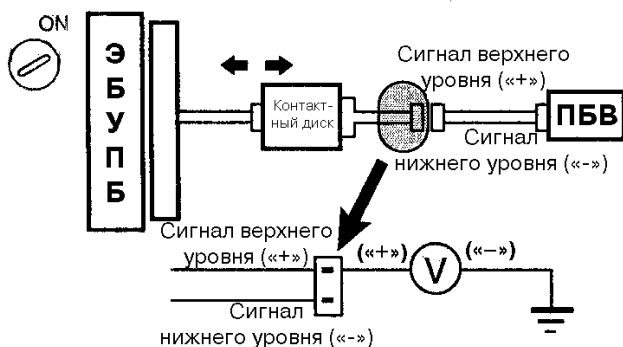 ON
Э
Б
У
П
Б
Контакт-
ный диск
Сигнал верхнего
уровня («+»)
ПБВ
Сигнал
нижнего уровня («-»)
Сигнал верхнего
уровня («+»)
(«+»)
V
(«–»)
Сигнал
нижнего уровня («-»)